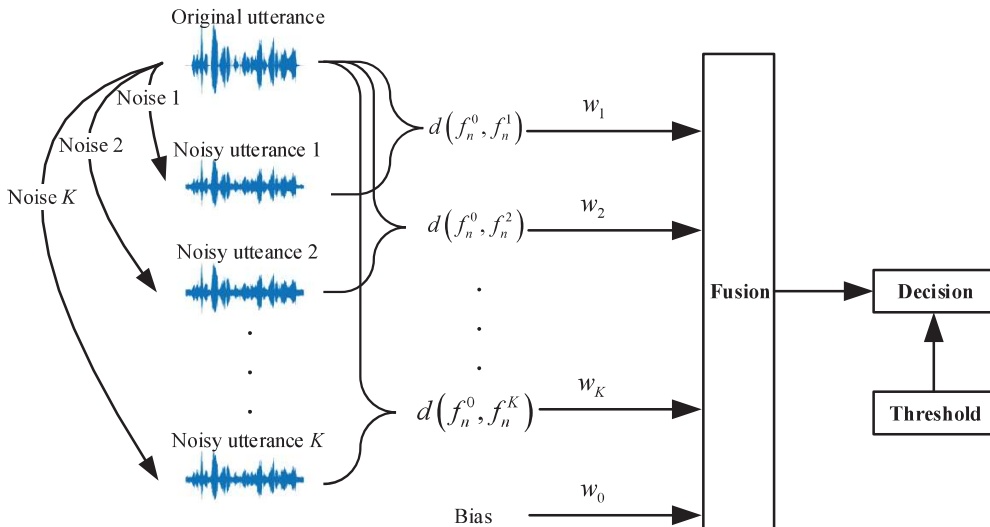 Original utterance
Noise 1
Noise 2
Noise K
Noisy utterance 1
Noisy utteance 2
Noisy utterance K
d(f_n^0, f_n^1)
d(f_n^0, f_n^2)
d(f_n^0, f_n^K)
Bias
w_1
w_2
w_K
w_0
Fusion
Decision
Threshold